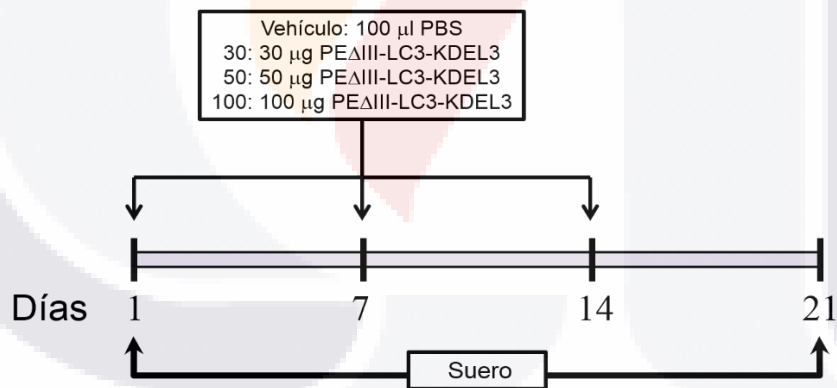 Vehículo: 100 µl PBS
30: 30 µg PEΔIII-LC3-KDEL3
50: 50 µg PEΔIII-LC3-KDEL3
100: 100 µg PEΔIII-LC3-KDEL3
Días 1 7 14 21
Suero